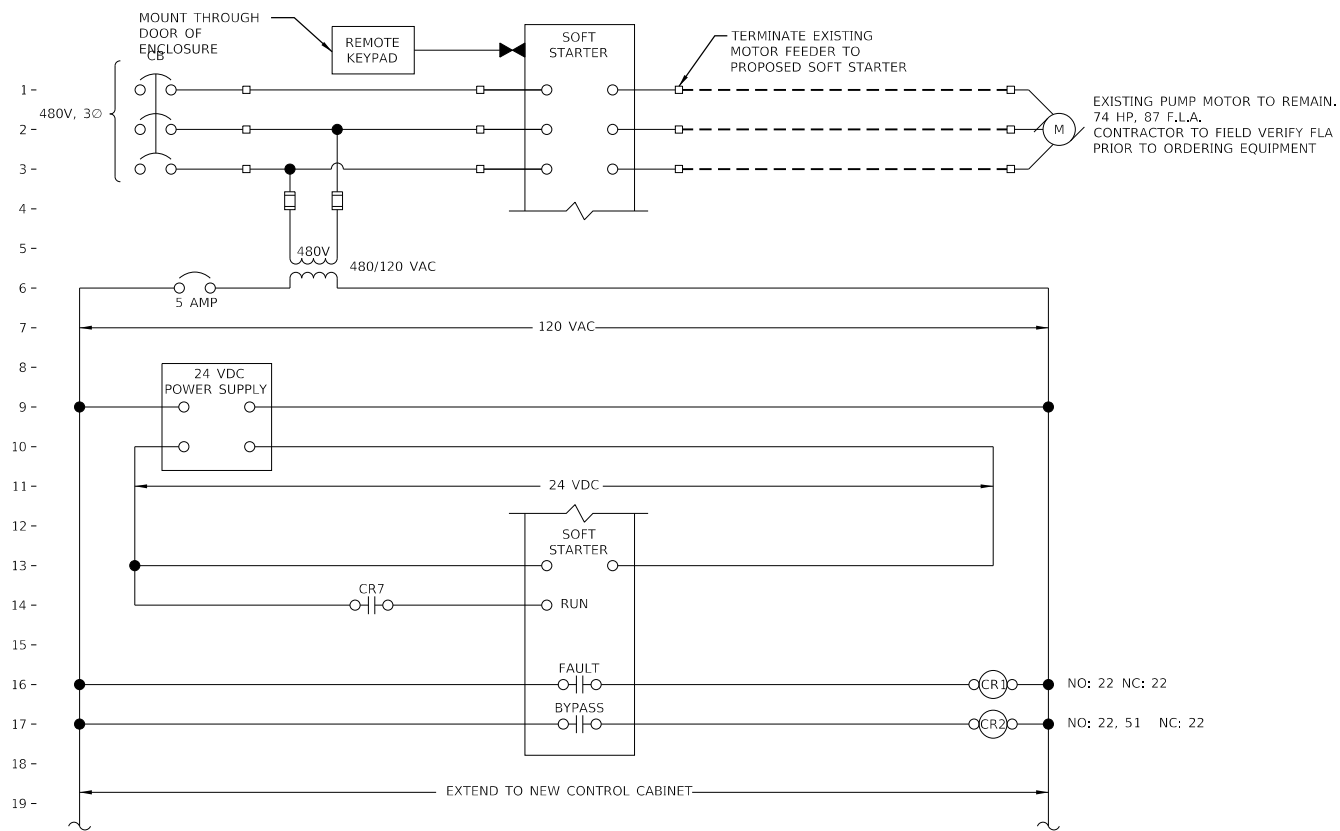 MOUNT THROUGH
DOOR OF
ENCLOSURE
CB
REMOTE
KEYPAD
SOFT
STARTER
TERMINATE EXISTING
MOTOR FEEDER TO
PROPOSED SOFT STARTER
1 -
480V, 3∅
2 -
3 -
M
EXISTING PUMP MOTOR TO REMAIN.
74 HP, 87 F.L.A.
CONTRACTOR TO FIELD VERIFY FLA
PRIOR TO ORDERING EQUIPMENT
4 -
5 -
480V
480/120 VAC
6 -
5 AMP
7 -
120 VAC
8 -
24 VDC
POWER SUPPLY
9 -
10 -
11 -
24 VDC
12 -
SOFT
STARTER
13 -
CR7
14 -
RUN
15 -
FAULT
16 -
CR1
NO: 22 NC: 22
BYPASS
17 -
CR2
NO: 22, 51 NC: 22
18 -
EXTEND TO NEW CONTROL CABINET
19 -